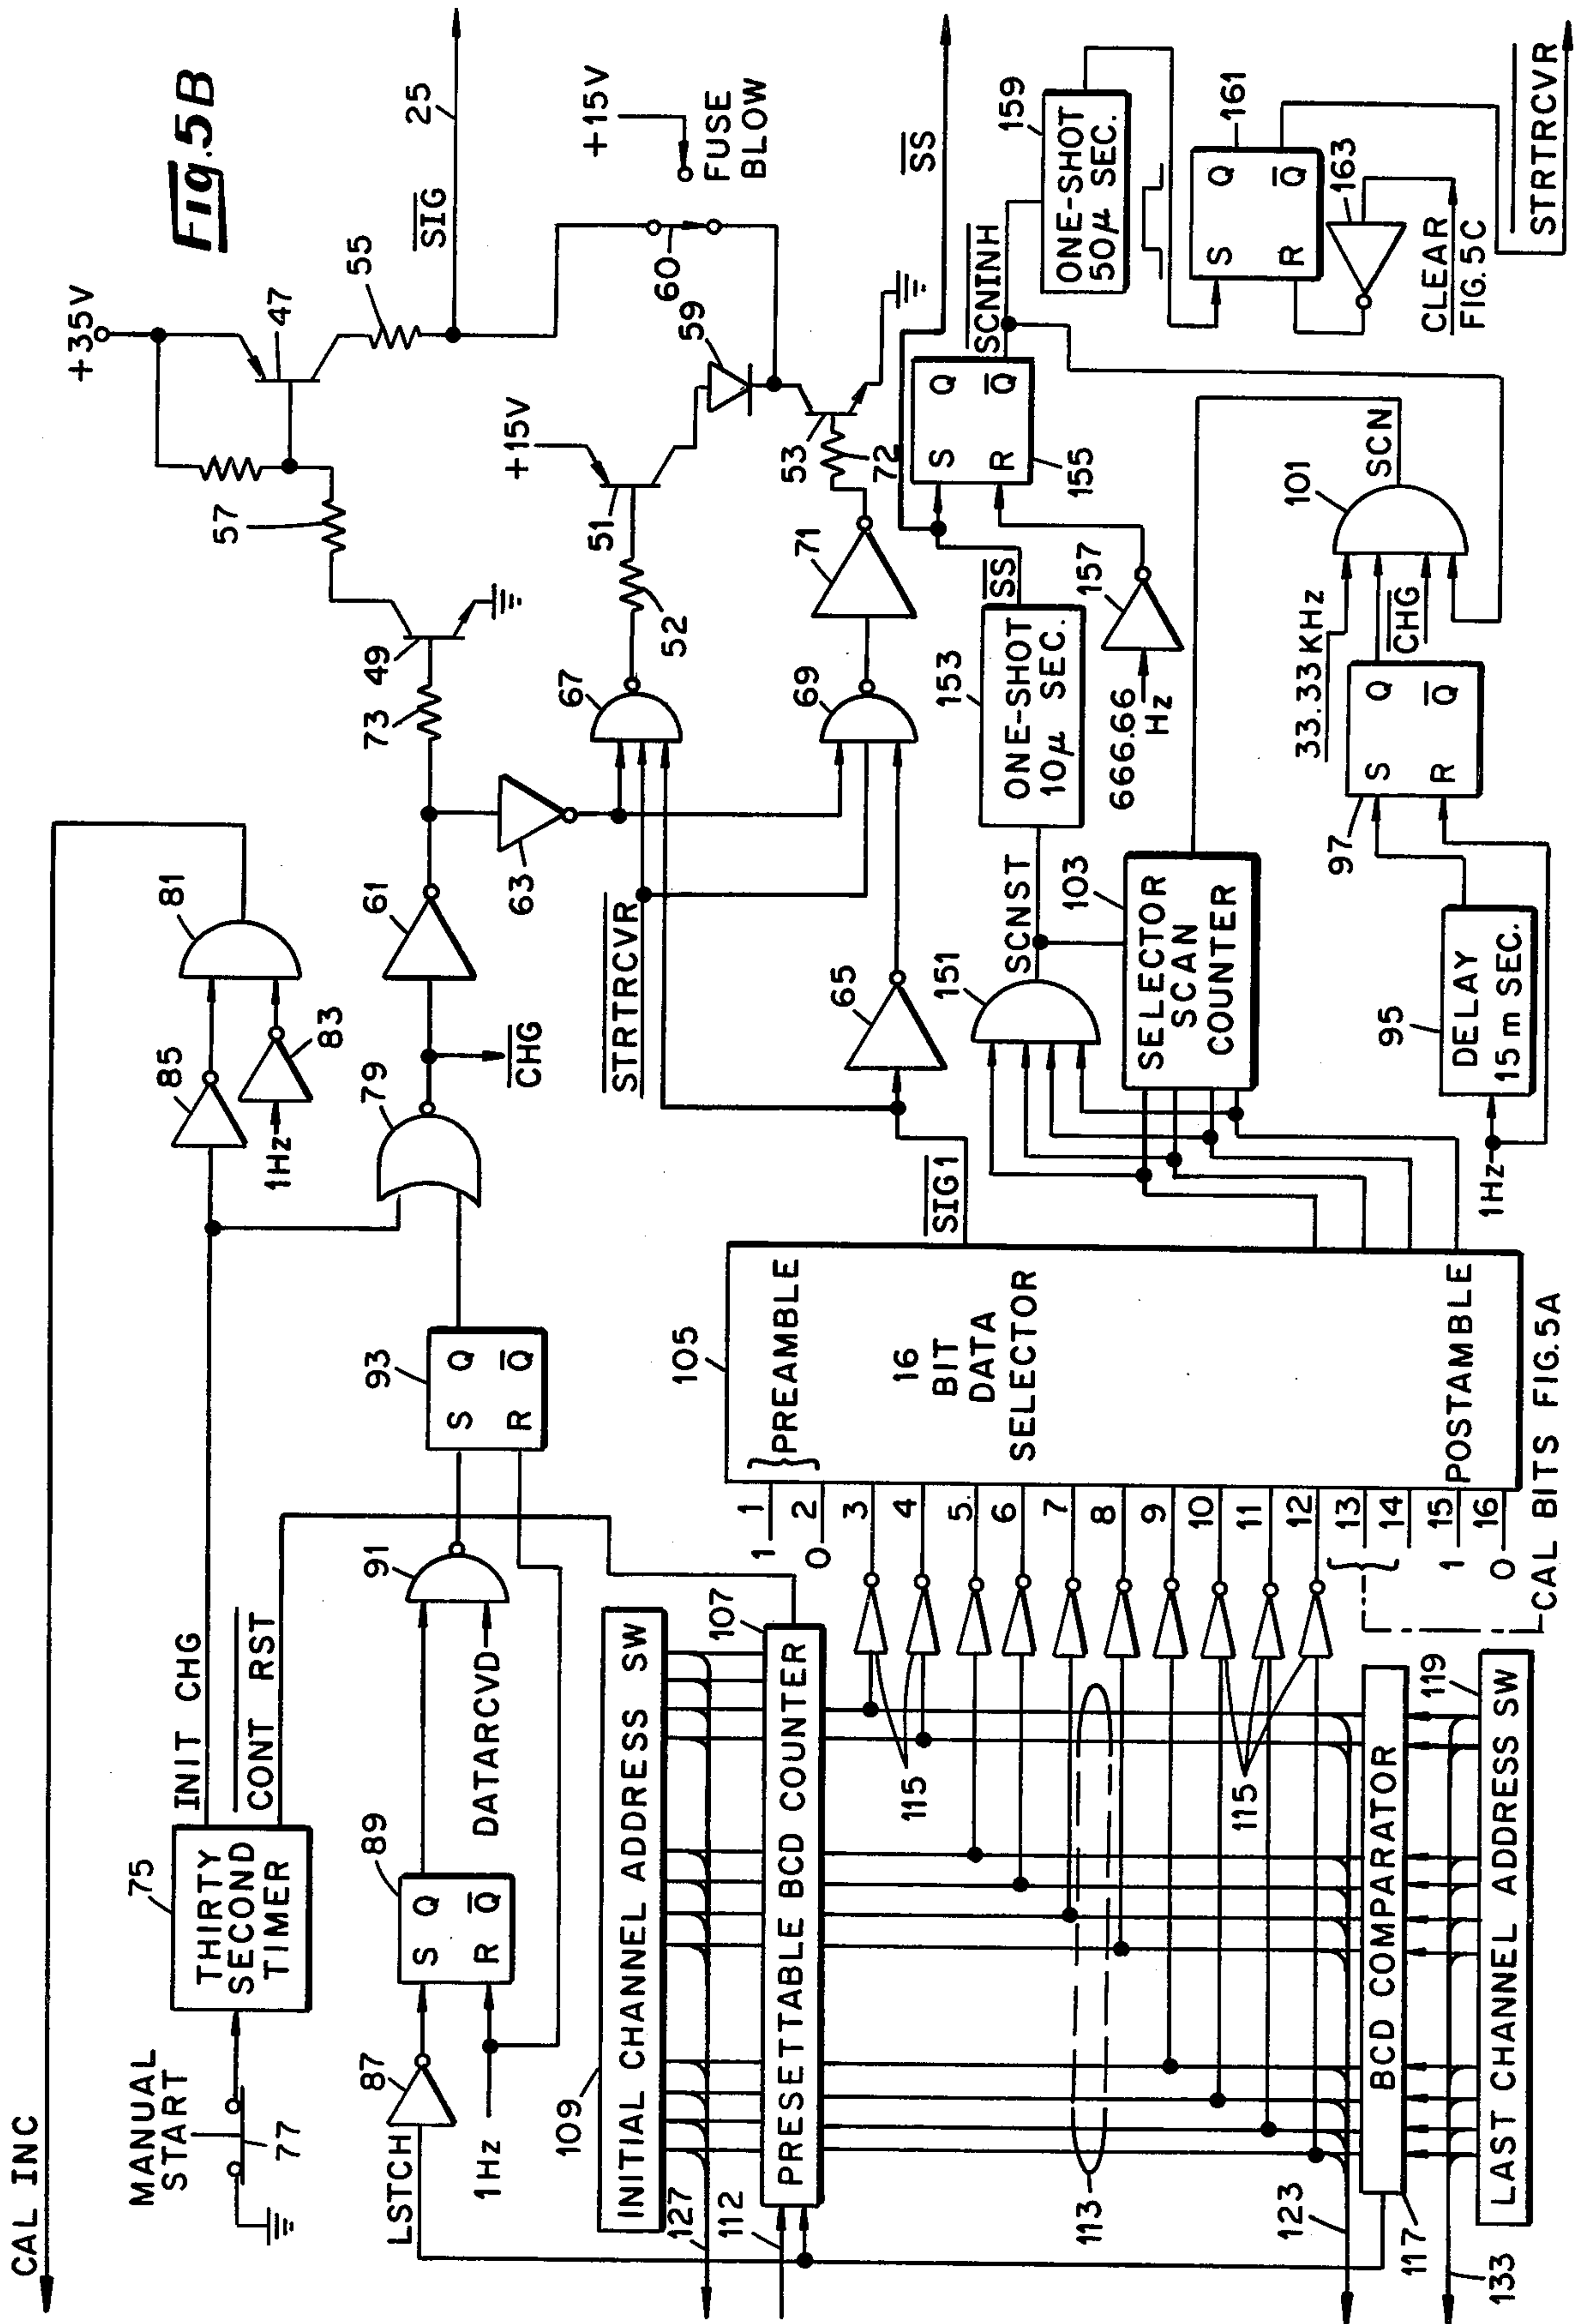 Fig. 5B
CAL INC
MANUAL
START
77
75
THIRTY
SECOND
TIMER
INIT CHG
CONT RST
85
83
1Hz
81
79
CHG
61
63
73
49
57
+35V
47
55
SIG
25
+15V
FUSE
BLOW
60
59
+15V
51
52
53
72
67
69
71
STRTRCVR
65
LSTCH
87
1Hz
89
S Q
R Q
DATARCVD
91
93
S Q
R Q
109
INITIAL CHANNEL ADDRESS SW
127
112
107
PRESETTABLE BCD COUNTER
115
113
115
123
117
BCD COMPARATOR
133
119
LAST CHANNEL ADDRESS SW
105
1 1
0 2
PREAMBLE
3
4
5
6
7
8
9
10
11
12
13
14
1 15
0 16
16
BIT
DATA
SELECTOR
POSTAMBLE
CAL BITS FIG.5A
SIG1
151
SCNST
103
SELECTOR
SCAN
COUNTER
153
ONE-SHOT
10μ SEC.
SS
SS
157
666.66
Hz
155
S Q
R Q
SCNINH
159
ONE-SHOT
50μ SEC.
161
S Q
R Q
163
CLEAR
FIG.5C
STRTRCVR
1Hz
95
DELAY
15m SEC.
97
S Q
R Q
33.33KHz
CHG
101
SCN